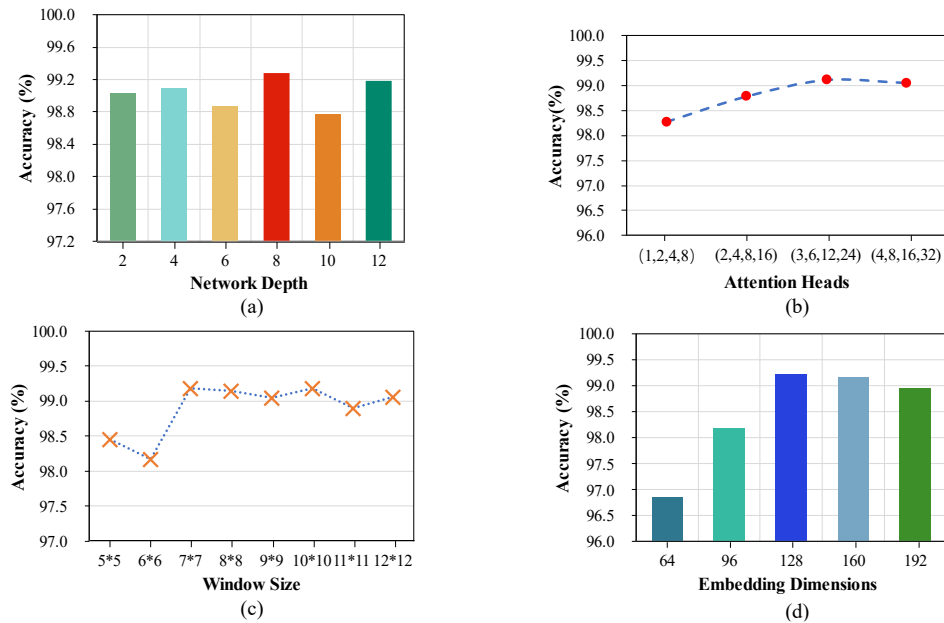 100.0
99.6
99.2
98.8
98.4
98.0
97.6
97.2
Accuracy (%)
2 4 6 8 10 12
Network Depth
(a)
100.0
99.5
99.0
98.5
98.0
97.5
97.0
96.5
96.0
Accuracy(%)
(1,2,4,8) (2,4,8,16) (3,6,12,24) (4,8,16,32)
Attention Heads
(b)
100.0
99.5
99.0
98.5
98.0
97.5
97.0
Accuracy (%)
5*5 6*6 7*7 8*8 9*9 10*10 11*11 12*12
Window Size
(c)
100.0
99.5
99.0
98.5
98.0
97.5
97.0
96.5
96.0
Accuracy (%)
64 96 128 160 192
Embedding Dimensions
(d)